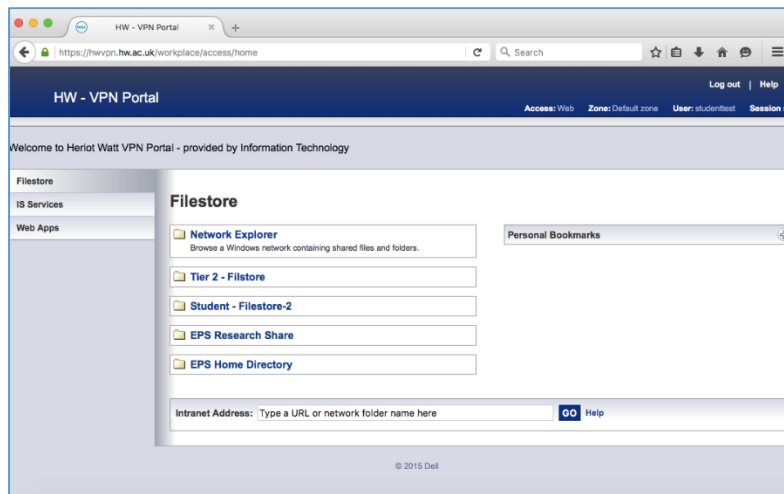 DELL
HW - VPN Portal
https://hwvpn.hw.ac.uk/workplace/access/home
Search
Log out | Help
HW - VPN Portal
Access: Web Zone: Default zone User: studenttest Session
Welcome to Heriot Watt VPN Portal - provided by Information Technology
Filestore
IS Services
Web Apps
Filestore
Network Explorer
Browse a Windows network containing shared files and folders.
Tier 2 - Filstore
Student - Filestore-2
EPS Research Share
EPS Home Directory
Personal Bookmarks
Intranet Address: Type a URL or network folder name here GO Help
© 2015 Dell